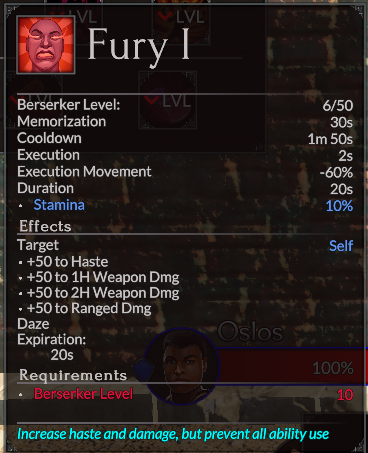 LVL
LVL
Fury I
LVL
Berserker Level: 6/50
Memorization 30s
Cooldown 1m 50s
Execution 2s
Execution Movement -60%
Duration 20s
• Stamina 10%
Effects
Target Self
• +50 to Haste
• +50 to 1H Weapon Dmg
• +50 to 2H Weapon Dmg
• +50 to Ranged Dmg
Daze
Expiration:
20s
Oslos
100%
Requirements
• Berserker Level 10
Increase haste and damage, but prevent all ability use